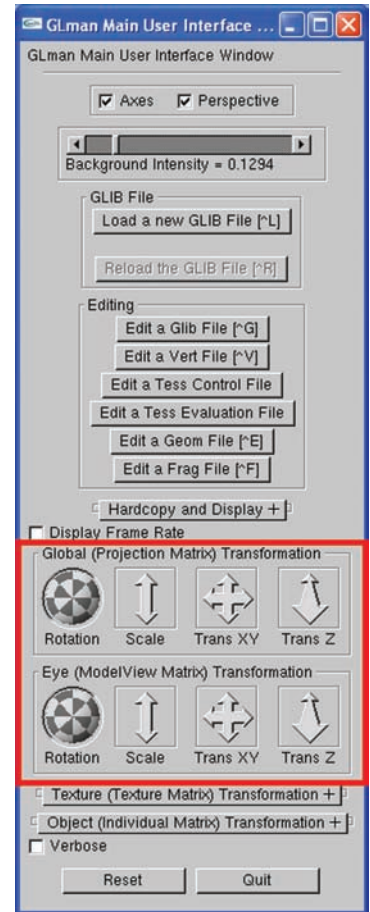 GLman Main User Interface ...
GLman Main User Interface Window
Axes Perspective
Background Intensity = 0.1294
GLIB File
Load a new GLIB File [^L]
Reload the GLIB File [^R]
Editing
Edit a Glib File [^G]
Edit a Vert File [^V]
Edit a Tess Control File
Edit a Tess Evaluation File
Edit a Geom File [^E]
Edit a Frag File [^F]
Hardcopy and Display +
Display Frame Rate
Global (Projection Matrix) Transformation
Rotation Scale Trans XY Trans Z
Eye (ModelView Matrix) Transformation
Rotation Scale Trans XY Trans Z
Texture (Texture Matrix) Transformation +
Object (Individual Matrix) Transformation +
Verbose
Reset Quit